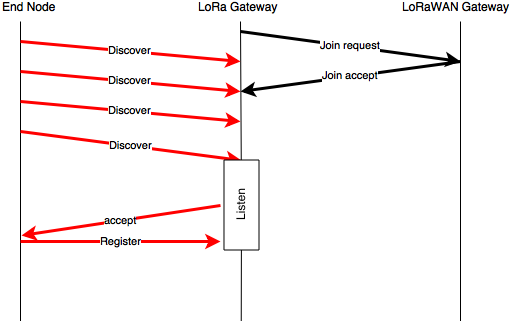 End Node
LoRa Gateway
LoRaWAN Gateway
Join request
Discover
Join accept
Discover
Discover
Discover
Listen
accept
Register